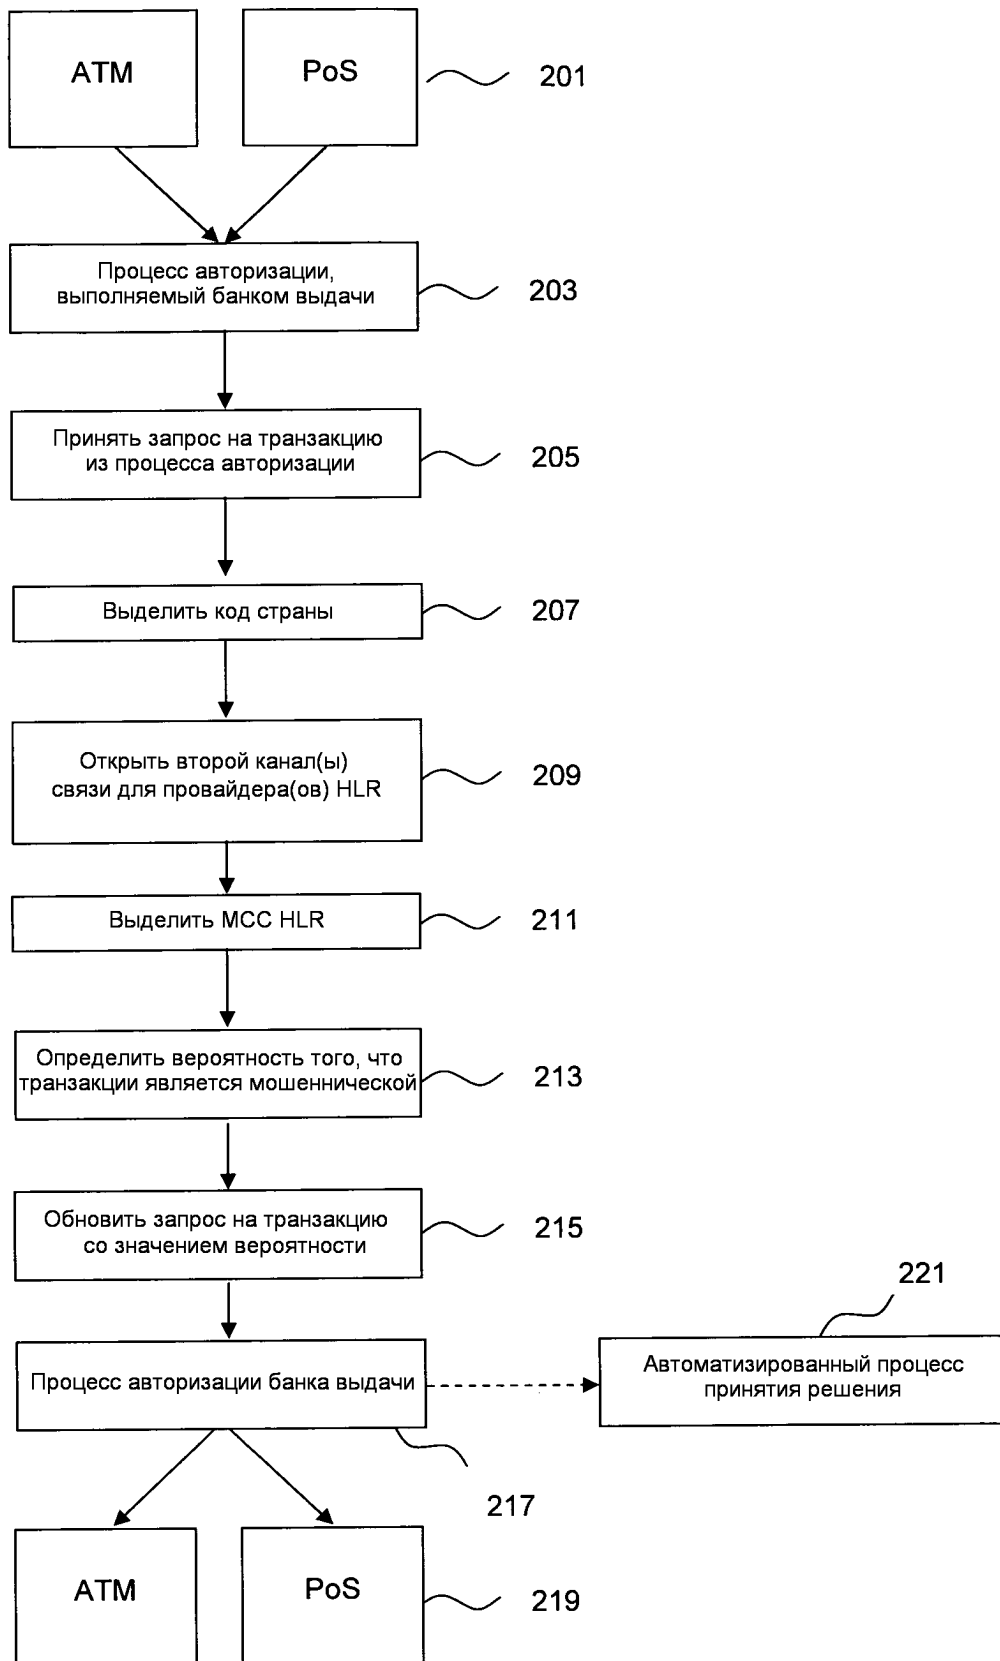 ATM
PoS
201
Процесс авторизации,
выполняемый банком выдачи
203
Принять запрос на транзакцию
из процесса авторизации
205
Выделить код страны
207
Открыть второй канал(ы)
связи для провайдера(ов) HLR
209
Выделить MCC HLR
211
Определить вероятность того, что
транзакции является мошеннической
213
Обновить запрос на транзакцию
со значением вероятности
215
221
Процесс авторизации банка выдачи
Автоматизированный процесс
принятия решения
217
ATM
PoS
219